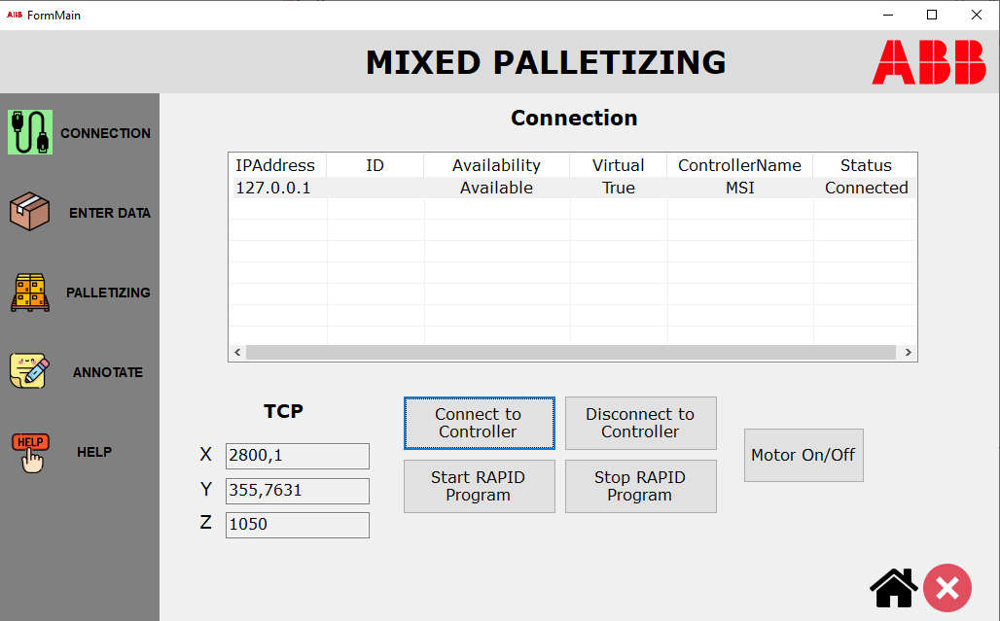 ABB FormMain
MIXED PALLETIZING
ABB
CONNECTION
ENTER DATA
PALLETIZING
ANNOTATE
HELP
HELP
Connection
IPAddress ID Availability Virtual ControllerName Status
127.0.0.1 Available True MSI Connected
TCP
X 2800,1
Y 355,7631
Z 1050
Connect to
Controller
Disconnect to
Controller
Start RAPID
Program
Stop RAPID
Program
Motor On/Off